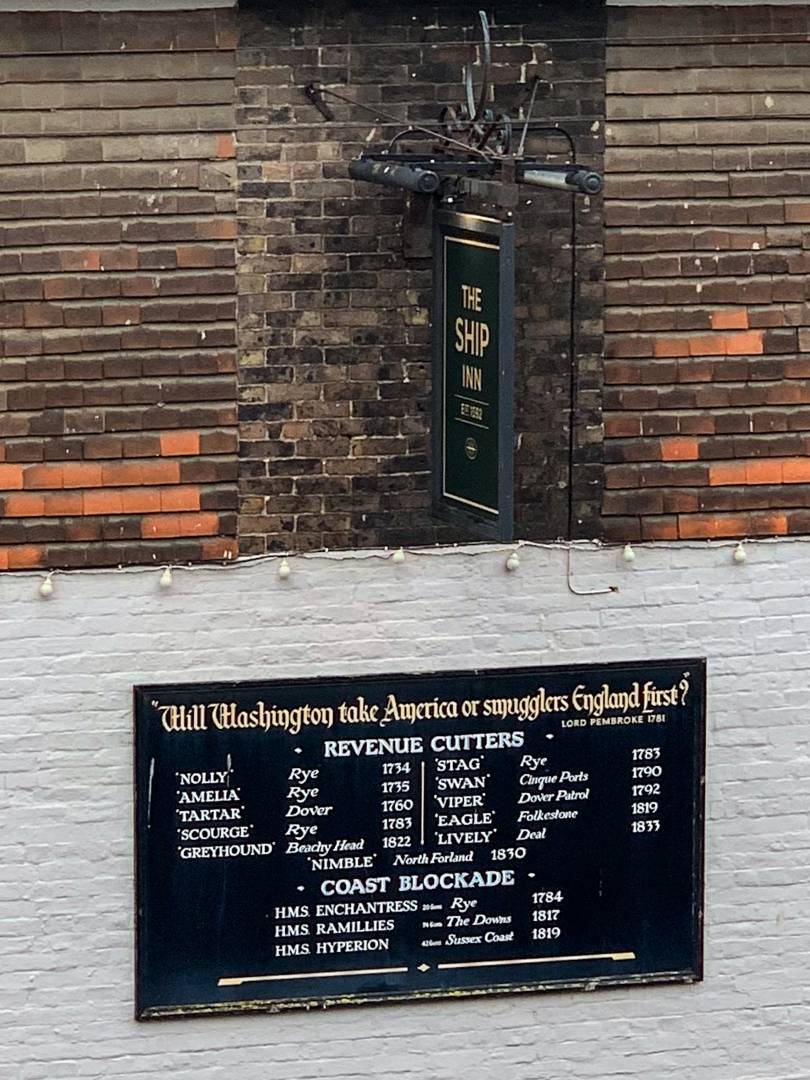 THE
SHIP
INN
"Will Washington take America or smugglers England first?"
LORD PEMBROKE 1781
REVENUE CUTTERS
"NOLLY" Rye 1734
"AMELIA" Rye 1735
"TARTAR" Dover 1760
"SCOURGE" Rye 1783
"GREYHOUND" Beachy Head 1822
"STAG" Rye 1783
"SWAN" Cinque Ports 1790
"VIPER" Dover Patrol 1792
"EAGLE" Folkestone 1819
"LIVELY" Deal 1833
"NIMBLE" North Forland 1830
COAST BLOCKADE
H.M.S. ENCHANTRESS Rye 1784
H.M.S. RAMILLIES The Downs 1817
H.M.S. HYPERION Sussex Coast 1819